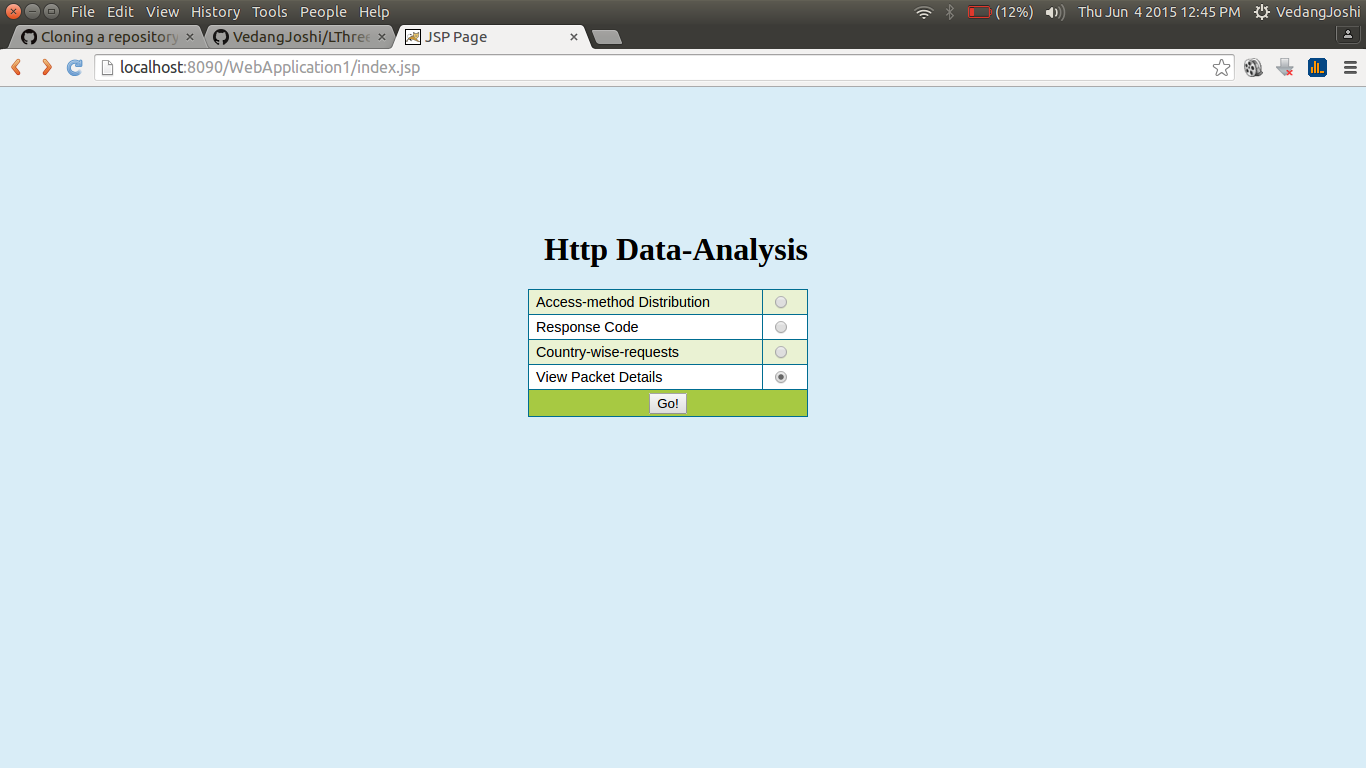 File Edit View History Tools People Help (12%) Thu Jun 4 2015 12:45 PM VedangJoshi
Cloning a repository VedangJoshi/LThree JSP Page
localhost:8090/WebApplication1/index.jsp
Http Data-Analysis
Access-method Distribution
Response Code
Country-wise-requests
View Packet Details
Go!